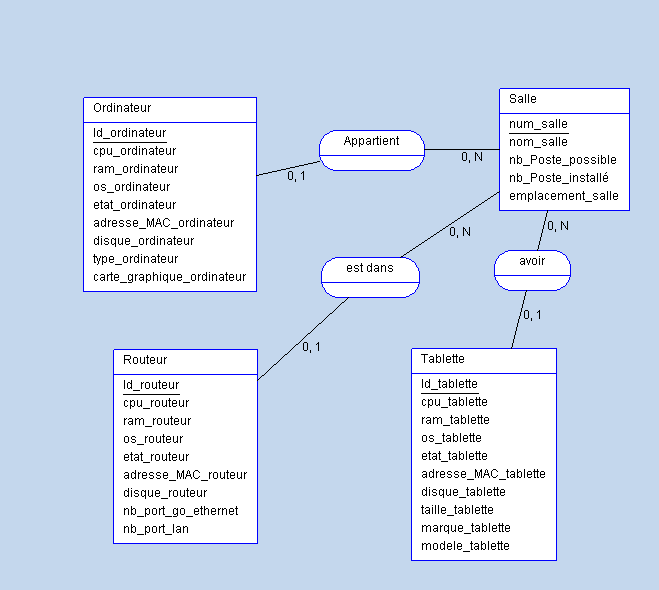 Ordinateur
Id_ordinateur
cpu_ordinateur
ram_ordinateur
os_ordinateur
etat_ordinateur
adresse_MAC_ordinateur
disque_ordinateur
type_ordinateur
carte_graphique_ordinateur
0, 1
Appartient
0, N
Salle
num_salle
nom_salle
nb_Poste_possible
nb_Poste_installé
emplacement_salle
0, N
est dans
0, 1
0, N
avoir
0, 1
Routeur
Id_routeur
cpu_routeur
ram_routeur
os_routeur
etat_routeur
adresse_MAC_routeur
disque_routeur
nb_port_go_ethernet
nb_port_lan
Tablette
Id_tablette
cpu_tablette
ram_tablette
os_tablette
etat_tablette
adresse_MAC_tablette
disque_tablette
taille_tablette
marque_tablette
modele_tablette